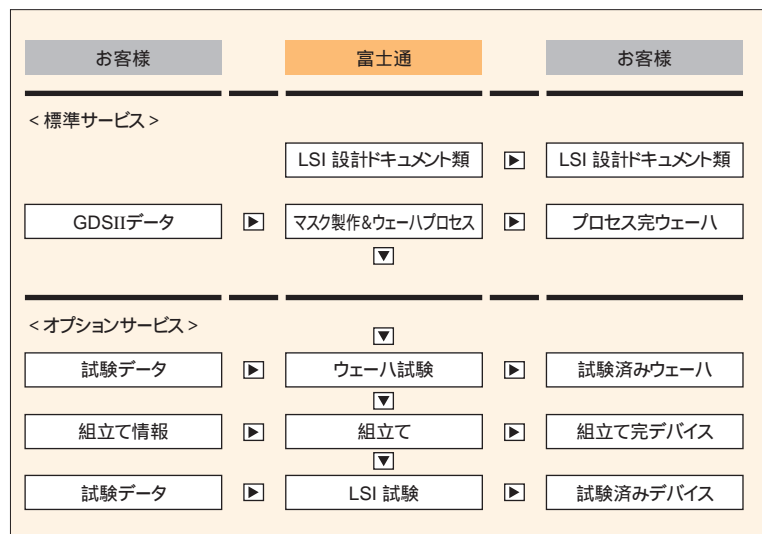 お客様
富士通
お客様
<標準サービス>
LSI 設計ドキュメント類
LSI 設計ドキュメント類
GDSIIデータ
マスク製作&ウェーハプロセス
プロセス完ウェーハ
<オプションサービス>
試験データ
ウェーハ試験
試験済みウェーハ
組立て情報
組立て
組立て完デバイス
試験データ
LSI 試験
試験済みデバイス